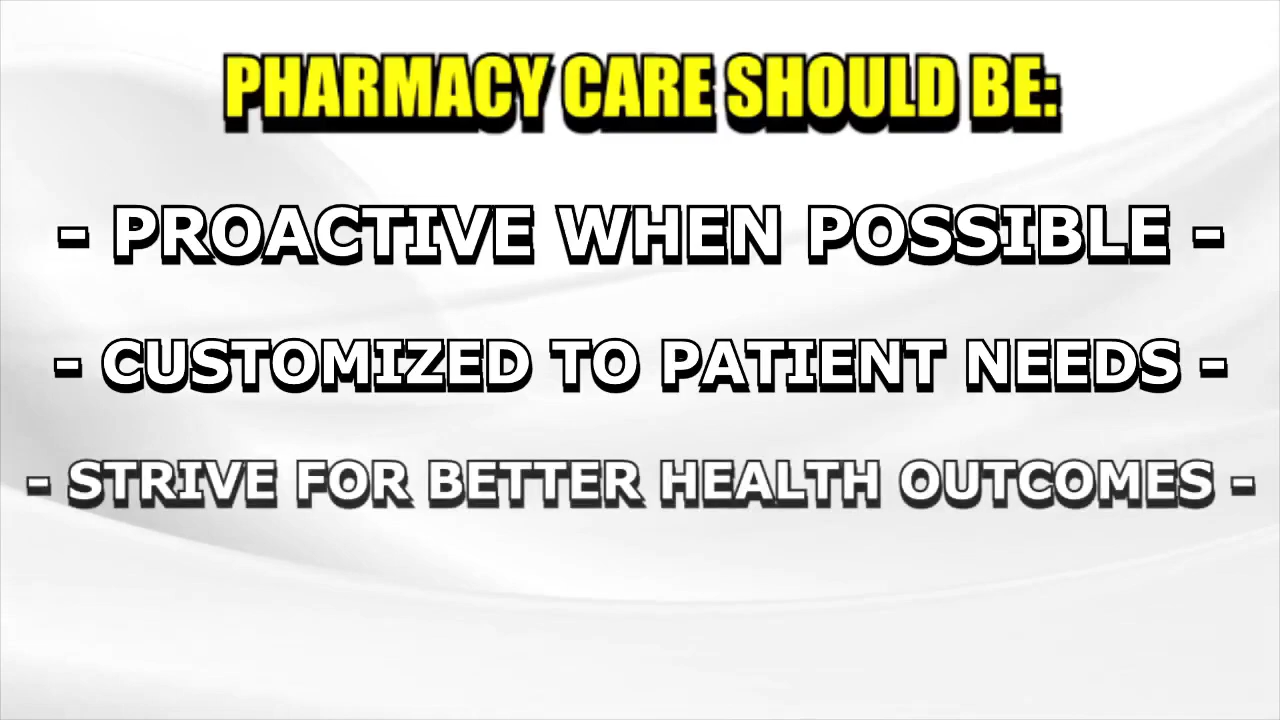 PHARMACY CARE SHOULD BE:
- PROACTIVE WHEN POSSIBLE -
- CUSTOMIZED TO PATIENT NEEDS -
- STRIVE FOR BETTER HEALTH OUTCOMES -